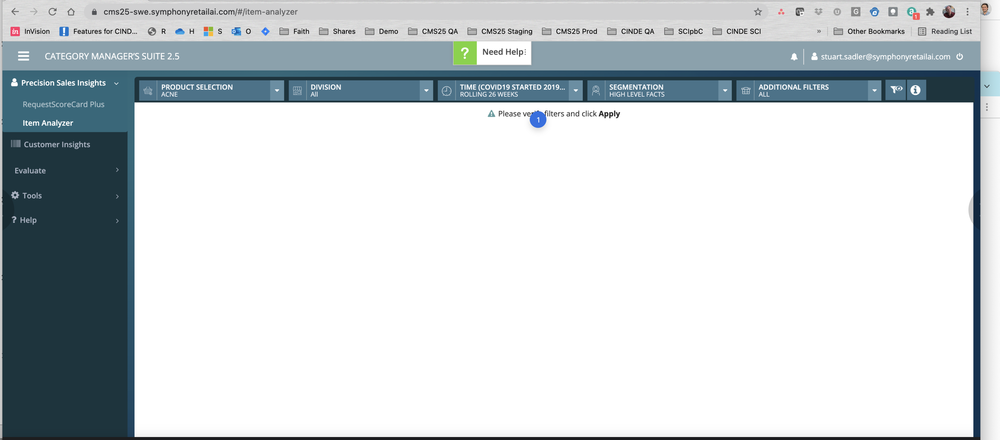 cms25-swe.symphonyretailai.com/#/item-analyzer
1
in InVision ! Features for CIND... R H S O Faith Shares Demo CMS25 QA CMS25 Staging CMS25 Prod CINDE QA SCIpbC CINDE SCI » Other Bookmarks Reading List
CATEGORY MANAGER'S SUITE 2.5
? Need Help
stuart.sadler@symphonyretailai.com
Precision Sales Insights
RequestScoreCard Plus
Item Analyzer
Customer Insights
Evaluate
Tools
? Help
PRODUCT SELECTION
ACNE
DIVISION
All
TIME (COVID19 STARTED 2019...
ROLLING 26 WEEKS
SEGMENTATION
HIGH LEVEL FACTS
ADDITIONAL FILTERS
ALL
Please verify filters and click Apply
1